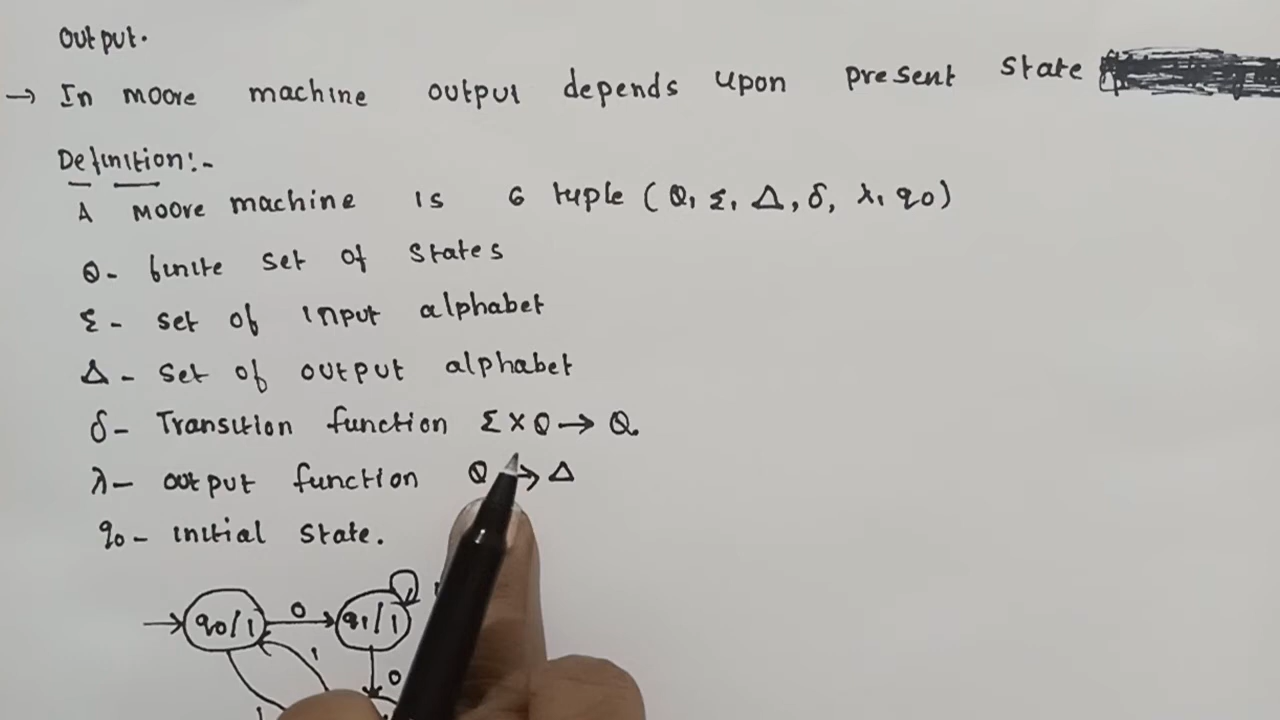 output.
→ In moore machine output depends upon present state
Definition:-
A Moore machine is 6 tuple (Q, Σ, Δ, δ, λ, q0)
Q - finite set of states
Σ - set of input alphabet
Δ - set of output alphabet
δ - Transition function Σ × Q → Q
λ - output function Q → Δ
q0 - initial state.
q0/1 0 q1/1
1 0
1